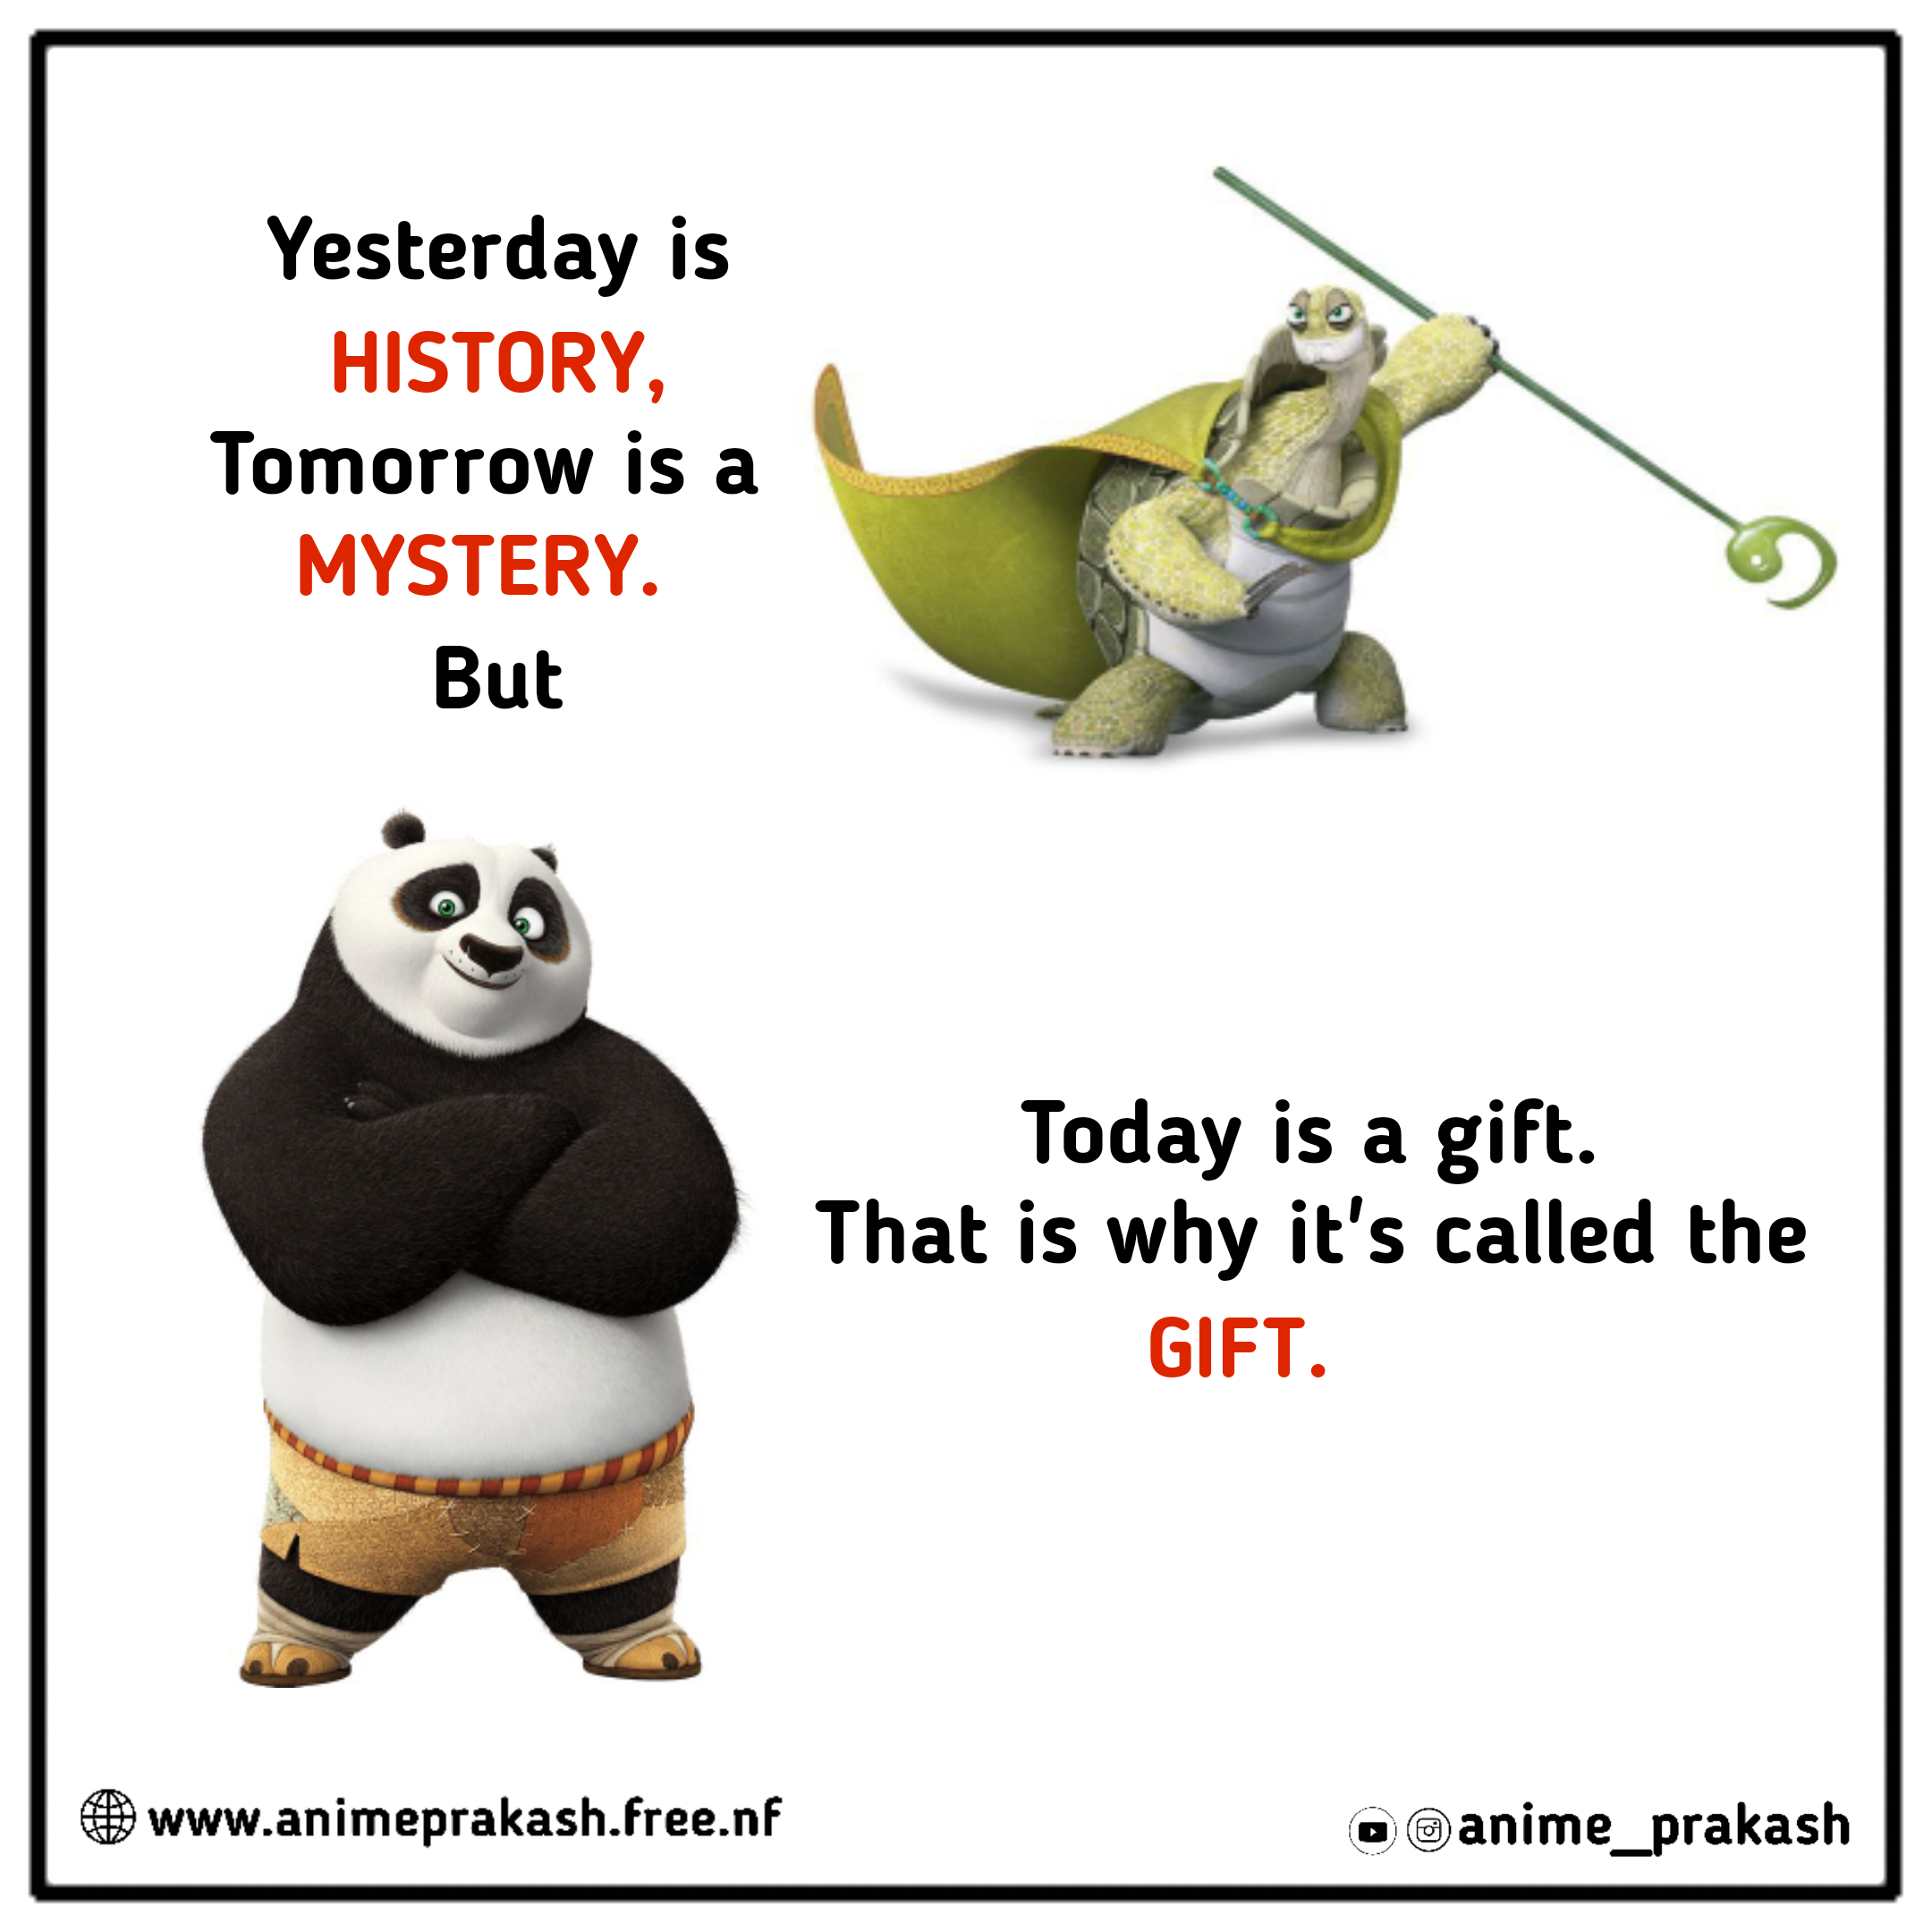 Yesterday is
HISTORY,
Tomorrow is a
MYSTERY.
But
Today is a gift.
That is why it's called the
GIFT.
www.animeprakash.free.nf
anime_prakash